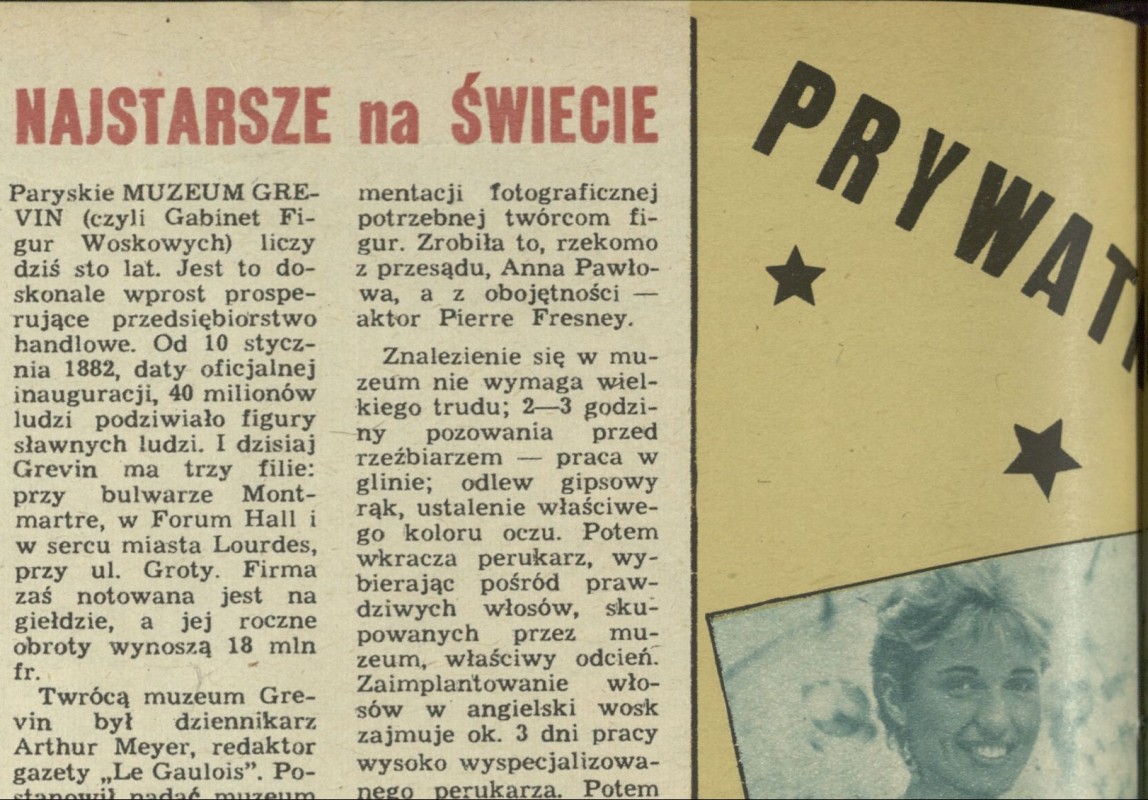 NAJSTARSZE na ŚWIECIE
Paryskie MUZEUM GRE-
VIN (czyli Gabinet Fi-
gur Woskowych) liczy
dziś sto lat. Jest to do-
skonale wprost prospe-
rujące przedsiębiorstwo
handlowe. Od 10 stycz-
nia 1882, daty oficjalnej
inauguracji, 40 milionów
ludzi podziwiało figury
sławnych ludzi. I dzisiaj
Grevin ma trzy filie:
przy bulwarze Mont-
martre, w Forum Hall i
w sercu miasta Lourdes,
przy ul. Groty. Firma
zaś notowana jest na
giełdzie, a jej roczne
obroty wynoszą 18 mln
fr.
Twórcą muzeum Gre-
vin był dziennikarz
Arthur Meyer, redaktor
gazety „Le Gaulois”. Po-
stanowił nadać muzeum
mentacji fotograficznej
potrzebnej twórcom fi-
gur. Zrobiła to, rzekomo
z przesądu, Anna Pawło-
wa, a z obojętności —
aktor Pierre Fresney.
Znalezienie się w mu-
zeum nie wymaga wiel-
kiego trudu; 2—3 godzi-
ny pozowania przed
rzeźbiarzem — praca w
glinie; odlew gipsowy
rąk, ustalenie właściwe-
go koloru oczu. Potem
wkracza perukarz, wy-
bierając pośród praw-
dziwych włosów, sku-
powanych przez mu-
zeum, właściwy odcień.
Zaimplantowanie wło-
sów w angielski wosk
zajmuje ok. 3 dni pracy
wysoko wyspecjalizowa-
nego perukarza. Potem
PRYWAT